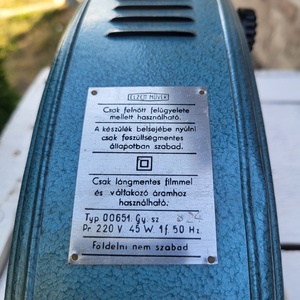 ELZETT MŰVEK
Csak felnőtt felügyelete
mellett használható.
A készülék belsejébe nyúlni
csak feszültségmentes
állapotban szabad.
Csak lángmentes filmmel
és váltakozó áramhoz
használható.
Typ 00651. Gy. sz
Pr. 220 V 45 W. 1f. 50 Hz.
Földelni nem szabad